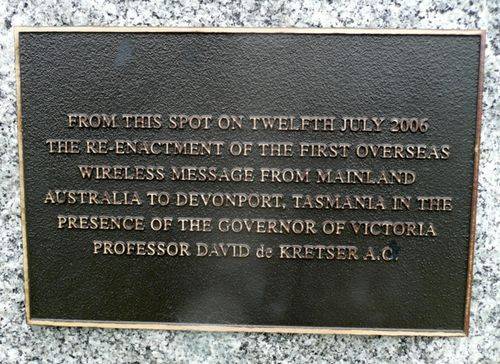 FROM THIS SPOT ON TWELFTH JULY 2006
THE RE-ENACTMENT OF THE FIRST OVERSEAS
WIRELESS MESSAGE FROM MAINLAND
AUSTRALIA TO DEVONPORT, TASMANIA IN THE
PRESENCE OF THE GOVERNOR OF VICTORIA
PROFESSOR DAVID de KRETSER A.C.